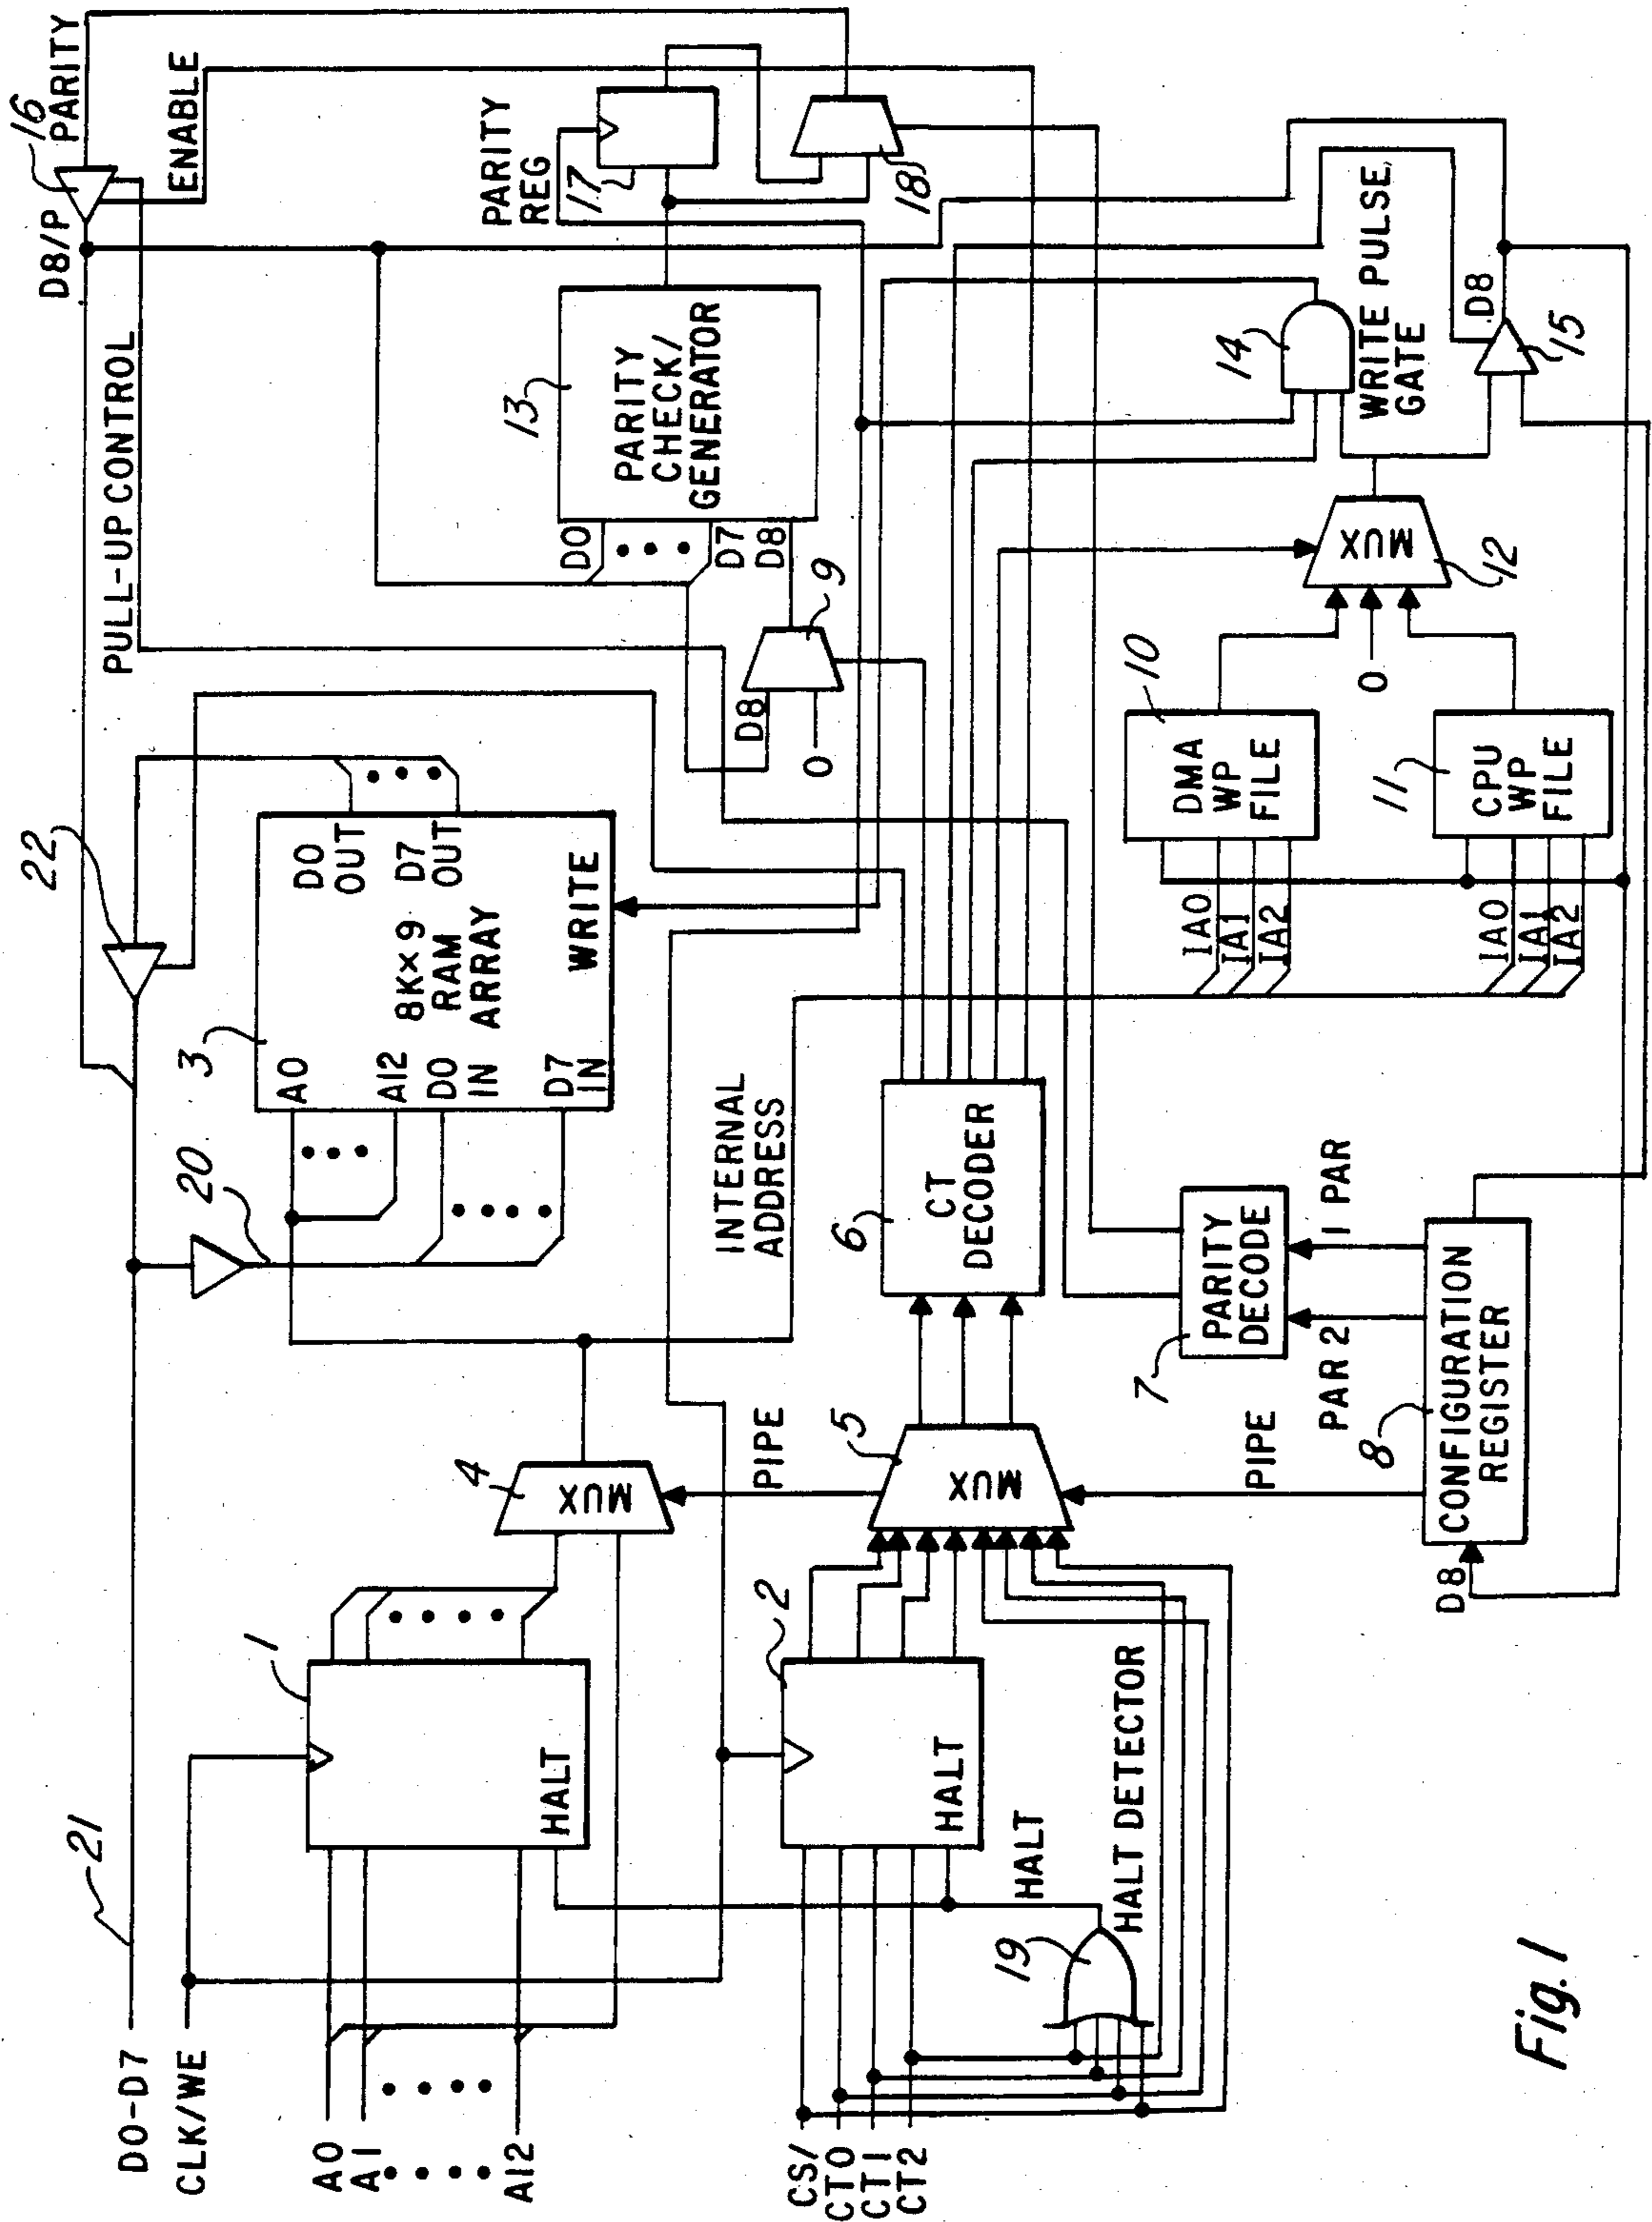 D0-D7
CLK/WE
A0
A1
A12
CS/
CT0
CT1
CT2
21
1
HALT
2
HALT
HALT
19
HALT DETECTOR
4
MUX
PIPE
5
MUX
PIPE
D8
8
CONFIGURATION
REGISTER
PAR 2
1 PAR
7
PARITY
DECODE
6
CT
DECODER
INTERNAL
ADDRESS
20
3
A0
A12
D0
IN
D7
IN
8K×9
RAM
ARRAY
D0
OUT
D7
OUT
WRITE
22
IA0
IA1
IA2
IA0
IA1
IA2
10
DMA
WP
FILE
11
CPU
WP
FILE
0
MUX
12
D8
0
9
PULL-UP CONTROL
D0
D7
D8
13
PARITY
CHECK/
GENERATOR
14
WRITE PULSE
GATE
D8
15
D8/P
16
PARITY
ENABLE
PARITY
REG
17
18
Fig. 1